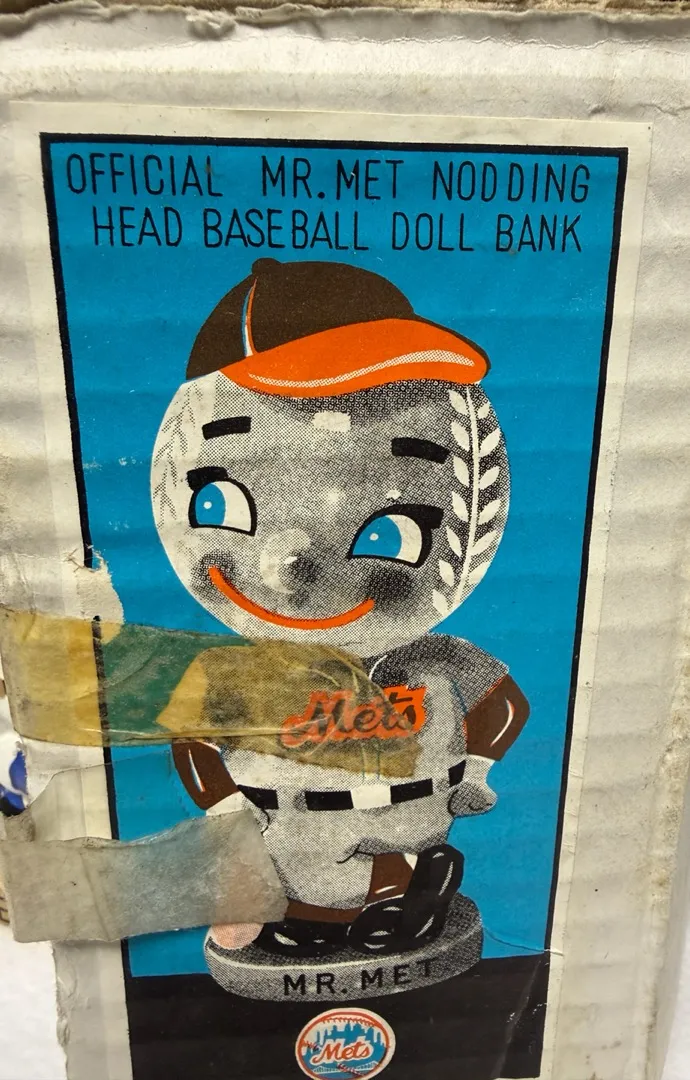 OFFICIAL MR. MET NODDING
HEAD BASEBALL DOLL BANK
Mets
MR. MET
Mets